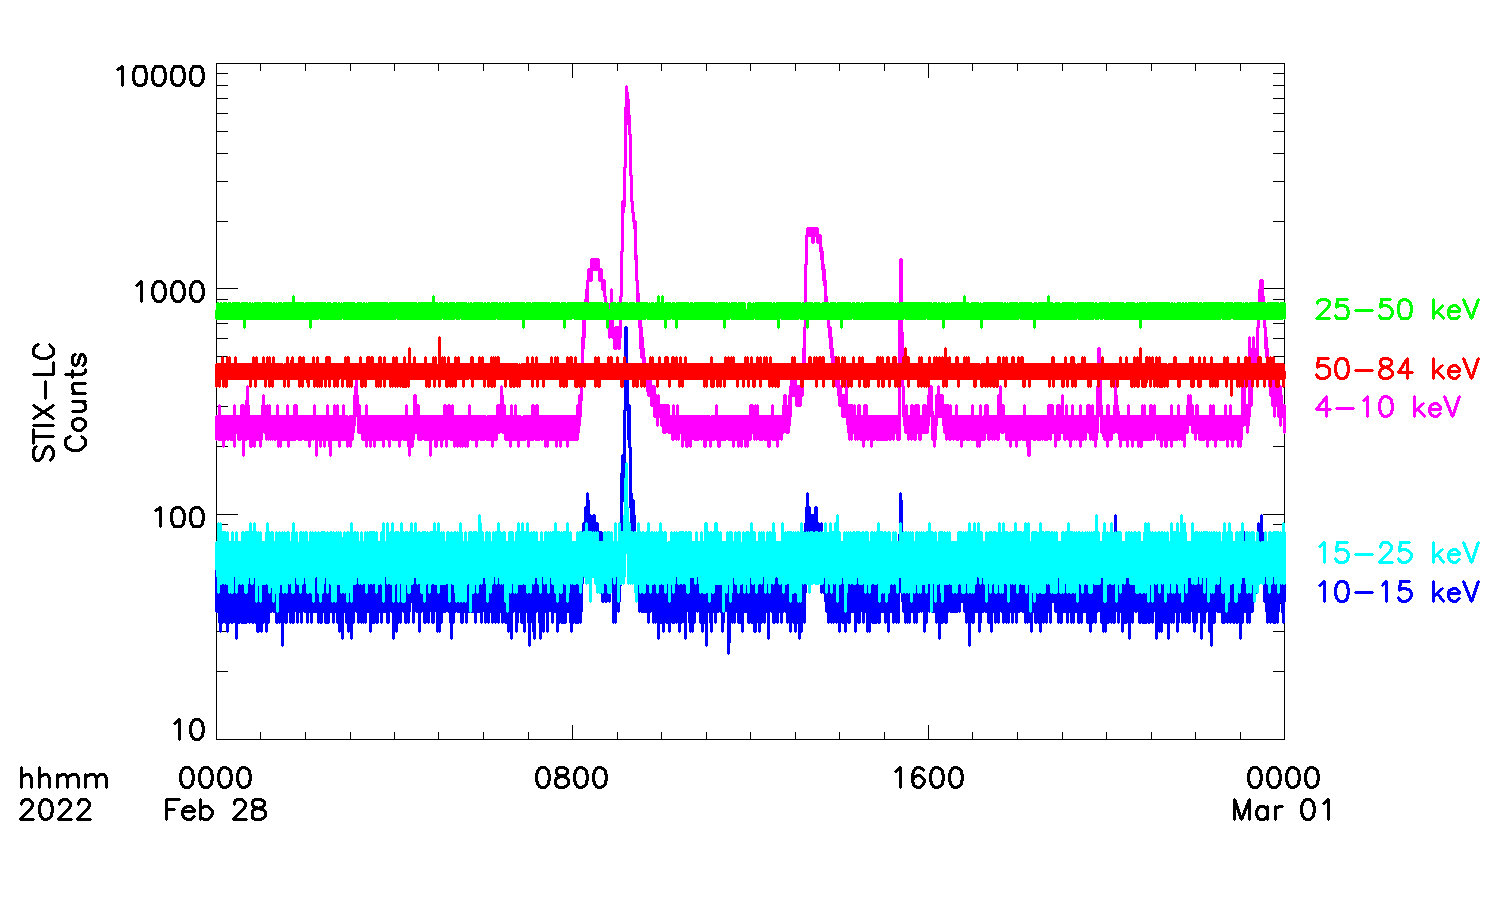 10000
1000
100
10
STIX-LC
Counts
25-50 keV
50-84 keV
4-10 keV
15-25 keV
10-15 keV
hhmm 0000 0800 1600 0000
2022 Feb 28 Mar 01